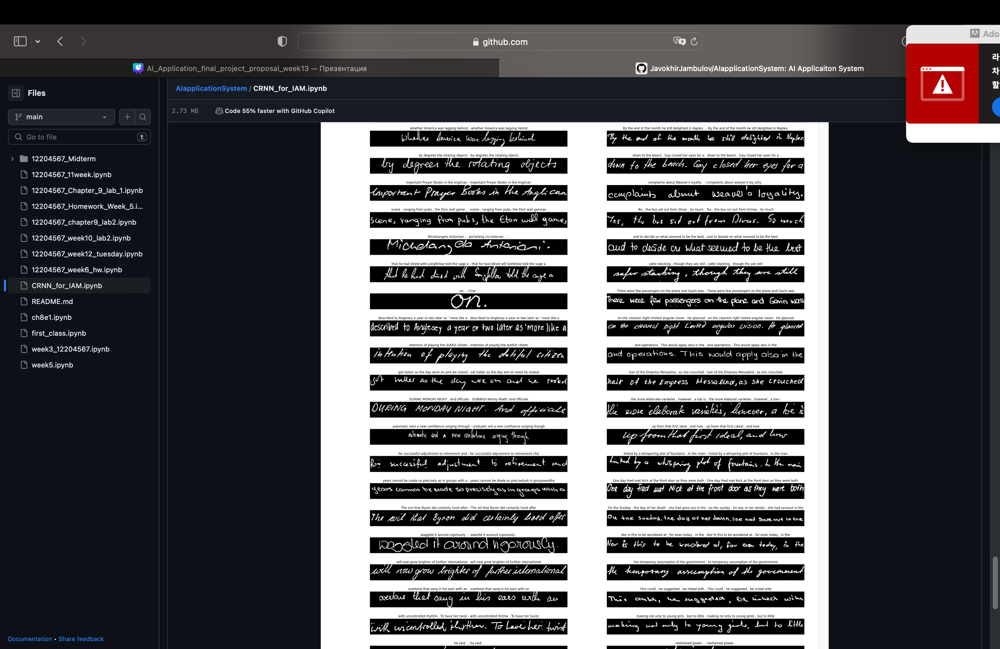 github.com
Ado
AI_Application_final_project_proposal_week13 — Презентация
JavokhirJambulov/AIapplicationSystem: AI Applicaiton System
라
차
할
Files
AIapplicationSystem / CRNN_for_IAM.ipynb
main
2.73 MB
Code 55% faster with GitHub Copilot
Go to file
t
12204567_Midterm
12204567_11week.ipynb
12204567_Chapter_9_lab_1.ipynb
12204567_Homework_Week_5.i...
12204567_chapter9_lab2.ipynb
12204567_week10_lab2.ipynb
12204567_week12_tuesday.ipynb
12204567_week6_hw.ipynb
CRNN_for_IAM.ipynb
README.md
ch8e1.ipynb
first_class.ipynb
week3_12204567.ipynb
week5.ipynb
Documentation • Share feedback
whether America was lagging behind - whether America was lagying helind
whether America was lagging behind
By the end of the month he still delighted in Naples . - By the and of the month be stll delighted in Naples.
By the end of the month he still delighted in Naples.
by degrees the rotating objects - by degrees the rotating oljects
by degrees the rotating objects
down to the beach . Gay closed her eyes for a - down to the beach . Gay closed her eyes for a
down to the beach. Gay closed her eyes for a
important Prayer Books in the Anglican - Important Prayer Books in the Anglican
important Prayer Books in the Anglican
complaints about Weaver's loyalty . - ccmplaints about weaver's loy ality .
complaints about weaver's loyality.
scene , ranging from pubs , the Eton wall game , - scene , ranging from pubs, the Eton wall gamnes
scene, ranging from pubs, the Eton wall game,
Yes , the bus set out from Dinas . So much - Tos , the bus sct out from Drmas . So much
Yes, the bus set out from Dinas. So much
Michelangelo Antonioni . - pichelang clo tntonian , ' .
Michelangelo Antonioni.
and to decide on what seemed to be the best - and to deaide on what seemed to be the best
and to decide on what seemed to be the best
that he had dined with Longfellow told the sage a - that he haid dined will Sonfelow told the suge a
that he had dined with Longfellow told the sage a
safer stacking , though they are still - safer stacking , though thy are still
safer stacking, though they are still
on . - Cme .
on.
There were few passengers on the plane and Gavin was - There were few poosengers on the plane and Gavin was
There were few passengers on the plane and Gavin was
described to Anglesey a year or two later as ' more like a - described to Anglesey a year or two lator as ' more like a
described to Anglesey a year or two later as 'more like a
on the clearest night limited angular vision . He glanced - on the ctearest right lioited angular vision . He glanced
on the clearest night limited angular vision. He glanced
intention of playing the dutiful citizen - intention of playitg the dutifut citizen
intention of playing the dutiful citizen
and operations . This would apply also in the - and operations . This would apply also in the
and operations. This would apply also in the
got hotter as the day wore on and we rested - sot hatler as the day wre on oned he resked
got hotter as the day wore on and we rested
hair of the Empress Messalina , as she crouched - hair of the Empress Messalind , as she crouched
hair of the Empress Messalina, as she crouched
DURING MONDAY NIGHT . And officials - DUBINGh Monoy Niattr. And officials
DURING MONDAY NIGHT. And officials
the more elaborate varieties , however , a toe is - the more elaborat varieties , however , a toe i
the more elaborate varieties, however, a toe is
automatic sent a new confidence surging through - uisduatic evt a new confitance surging though
automatic sent a new confidence surging through
up from that first ideal , and how - up foom that first caleal , and how
up from that first ideal, and how
for successful adjustment to retirement and - for successful adjustment to retivement chd
for successful adjustment to retirement and
linked by a whispering plot of fountains . In the main - tinted by a whispring plot of fountanis . In the man
linked by a whispering plot of fountains. In the main
years cannot be made so precisely as in groups with a - years cannon be Made so preciselyab in groupswoitha
years cannot be made so precisely as in groups with a
One day Fred met Nick at the front door as they were both - One day Fred met Nick at the front deor as they were both
One day Fred met Nick at the front door as they were both
The evil that Byron did certainly lived after - The wil that Byron did certainly lived affer
The evil that Byron did certainly lived after
On the Sunday , the day of her death , she had gone out in the - on the surday . he day or her deatin , she had soveout in the
On the Sunday, the day of her death, she had gone out in the
waggled it around vigorously . - waoslld it avound vigorously .
waggled it around vigorously.
Nor is this to be wondered at , for even today , in the - Nor fs this to be wondered at , for even today , in the
Nor is this to be wondered at, for even today, in the
will now grow brighter of further international - will now grow brighter of further internalional
will now grow brighter of further international
the temporary assumption of the government - te temporary assumption of the government
the temporary assumption of the government
overtone that sang in his ears with an - overtone that sang in his ears with on
overtone that sang in his ears with an
This could , he suggested , be linked with - This could , he suggested , be licked wite
This could, he suggested, be linked with
with uncontrolled rhythm . To have her twist - with uncontrolled thrthw . To have her tuvist
with uncontrolled rhythm. To have her twist
making not only to young girls , but to little - making nd only to young gints , but to little
making not only to young girls, but to little
he said . - ha said .
restrained power . - restrained power .